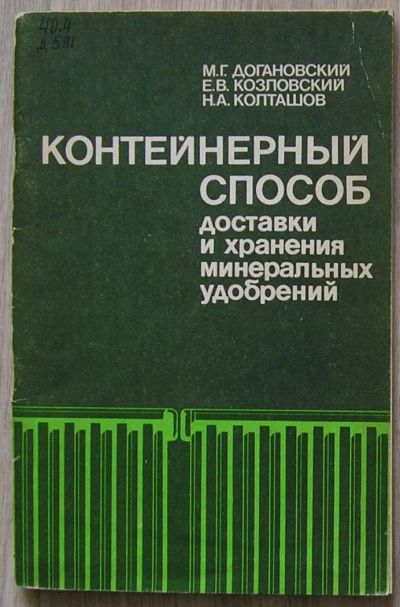 40.4
Д 591
М.Г. ДОГАНОВСКИЙ
Е.В. КОЗЛОВСКИЙ
Н.А. КОЛТАШОВ
КОНТЕЙНЕРНЫЙ
СПОСОБ
доставки
и хранения
минеральных
удобрений